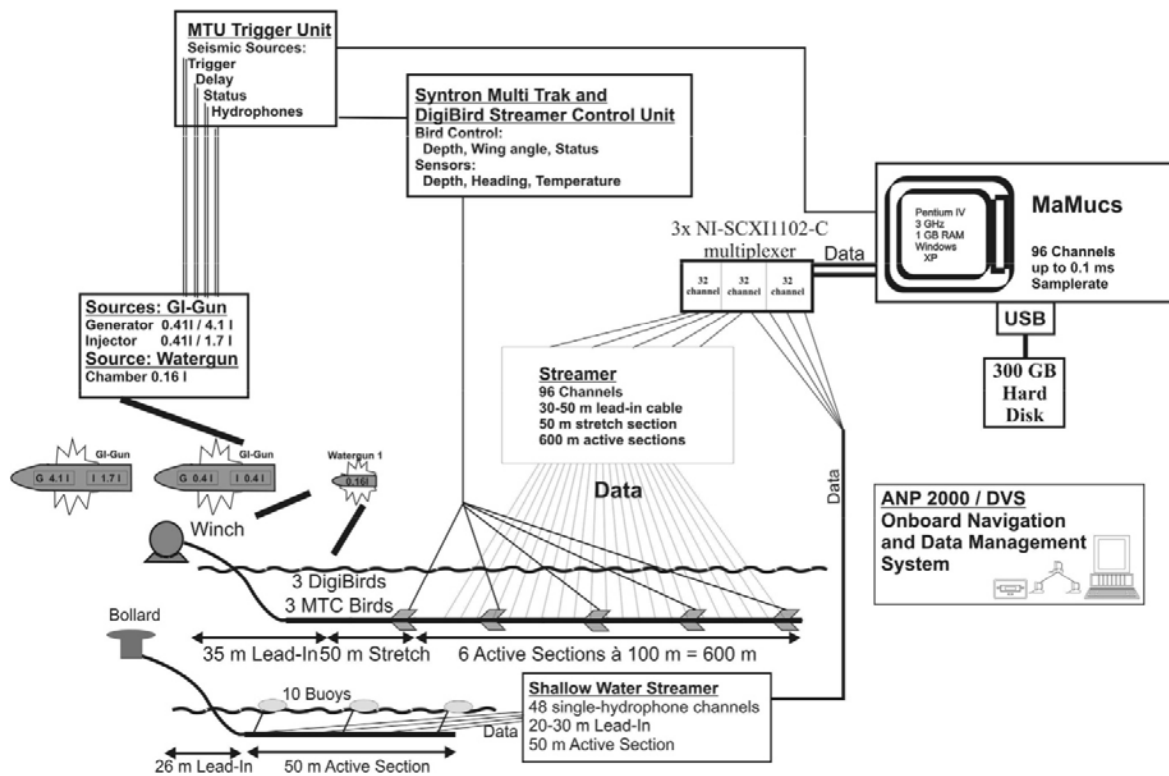 MTU Trigger Unit
Seismic Sources:
Trigger
Delay
Status
Hydrophones
Syntron Multi Trak and
DigiBird Streamer Control Unit
Bird Control:
Depth, Wing angle, Status
Sensors:
Depth, Heading, Temperature
3x NI-SCXI1102-C
multiplexer
32
channel
32
channel
32
channel
Data
Pentium IV
3 GHz
1 GB RAM
Windows
XP
MaMucs
96 Channels
up to 0.1 ms
Samplerate
USB
300 GB
Hard
Disk
Sources: GI-Gun
Generator 0.41l / 4.1 l
Injector 0.41l / 1.7 l
Source: Watergun
Chamber 0.16 l
Streamer
96 Channels
30-50 m lead-in cable
50 m stretch section
600 m active sections
GI-Gun
G 4.1 l I 1.7 l
GI-Gun
G 0.4 l I 0.4 l
Watergun 1
0.16l
Data
Data
Winch
ANP 2000 / DVS
Onboard Navigation
and Data Management
System
3 DigiBirds
3 MTC Birds
Bollard
35 m Lead-In
50 m Stretch
6 Active Sections à 100 m = 600 m
10 Buoys
Data
Shallow Water Streamer
48 single-hydrophone channels
20-30 m Lead-In
50 m Active Section
26 m Lead-In
50 m Active Section